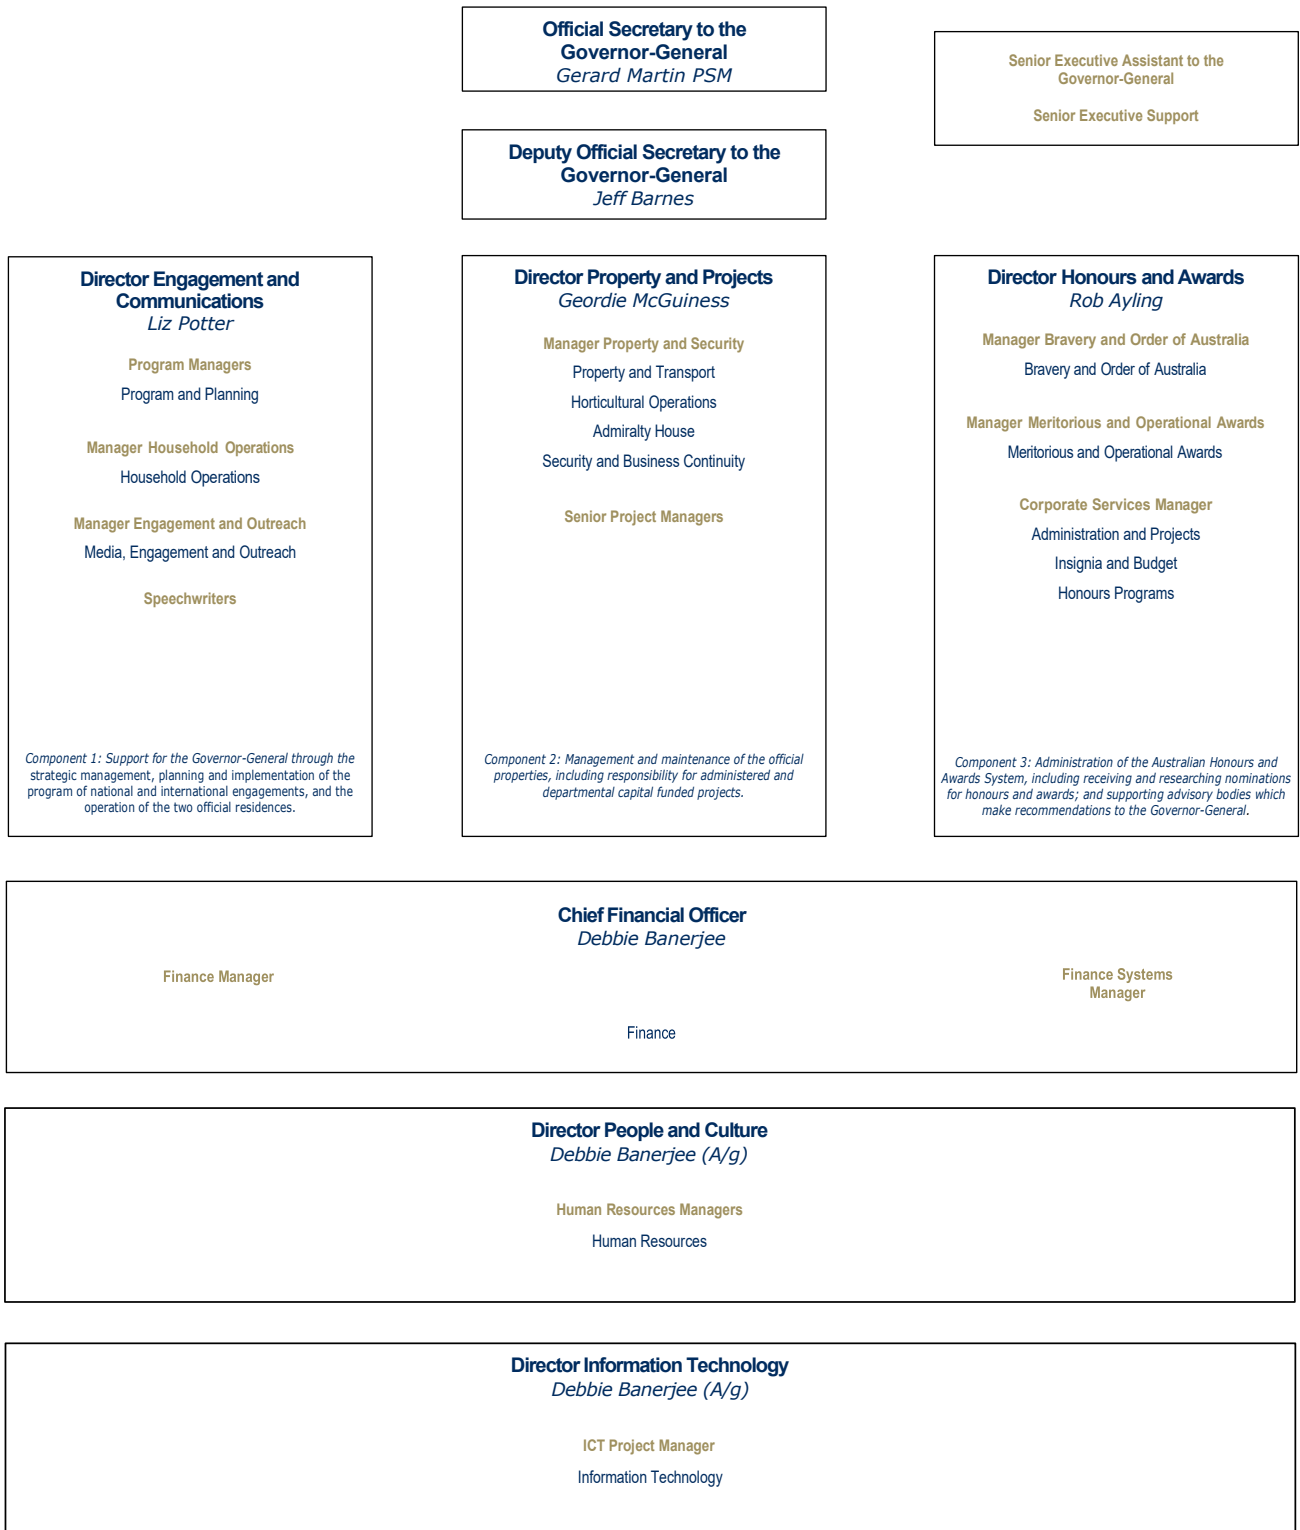 Official Secretary to the
Governor-General
Gerard Martin PSM
Senior Executive Assistant to the
Governor-General
Senior Executive Support
Deputy Official Secretary to the
Governor-General
Jeff Barnes
Director Engagement and
Communications
Liz Potter
Program Managers
Program and Planning
Manager Household Operations
Household Operations
Manager Engagement and Outreach
Media, Engagement and Outreach
Speechwriters
Component 1: Support for the Governor-General through the
strategic management, planning and implementation of the
program of national and international engagements, and the
operation of the two official residences.
Director Property and Projects
Geordie McGuiness
Manager Property and Security
Property and Transport
Horticultural Operations
Admiralty House
Security and Business Continuity
Senior Project Managers
Component 2: Management and maintenance of the official
properties, including responsibility for administered and
departmental capital funded projects.
Director Honours and Awards
Rob Ayling
Manager Bravery and Order of Australia
Bravery and Order of Australia
Manager Meritorious and Operational Awards
Meritorious and Operational Awards
Corporate Services Manager
Administration and Projects
Insignia and Budget
Honours Programs
Component 3: Administration of the Australian Honours and
Awards System, including receiving and researching nominations
for honours and awards; and supporting advisory bodies which
make recommendations to the Governor-General.
Chief Financial Officer
Debbie Banerjee
Finance Manager
Finance Systems
Manager
Finance
Director People and Culture
Debbie Banerjee (A/g)
Human Resources Managers
Human Resources
Director Information Technology
Debbie Banerjee (A/g)
ICT Project Manager
Information Technology